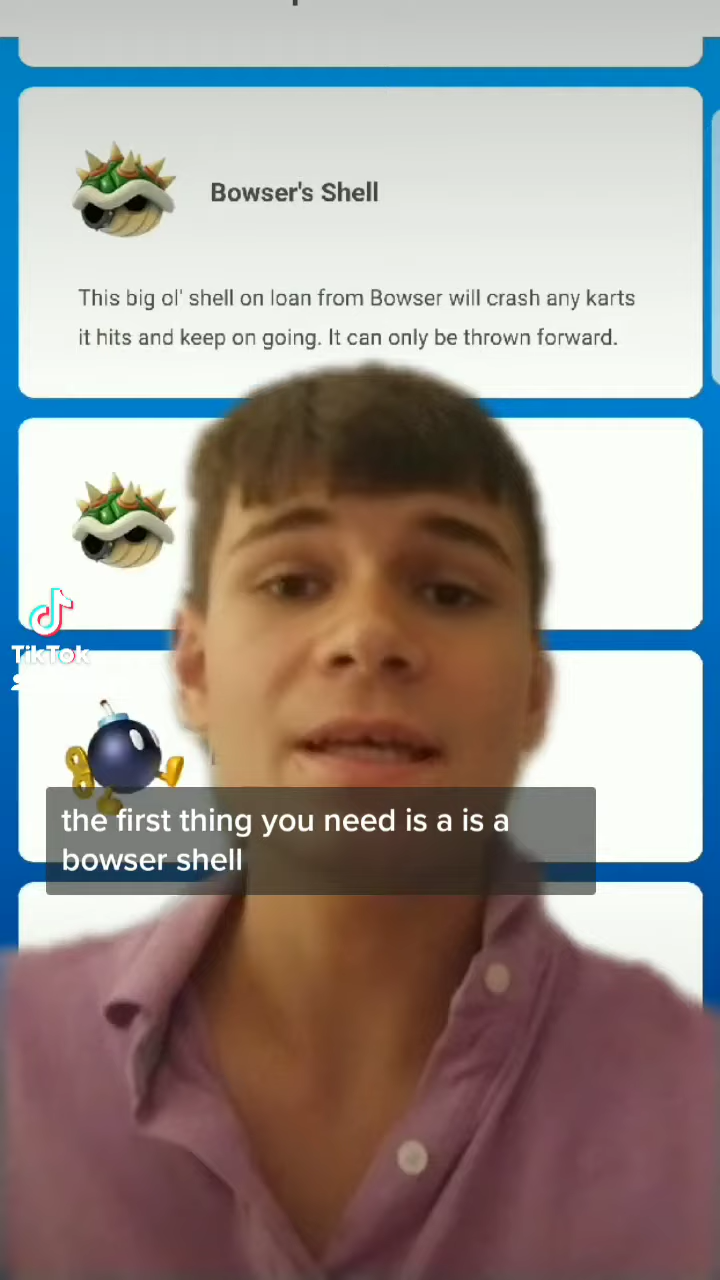 Bowser's Shell
This big ol' shell on loan from Bowser will crash any karts
it hits and keep on going. It can only be thrown forward.
TikTok
the first thing you need is a is a
bowser shell